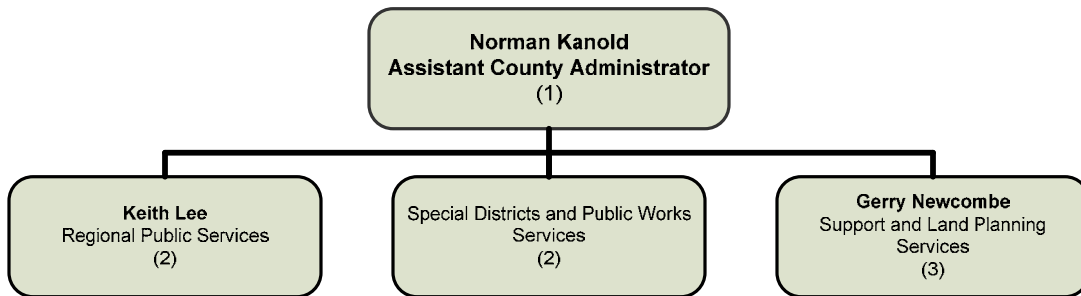 Norman Kanold
Assistant County Administrator
(1)
Keith Lee
Regional Public Services
(2)
Special Districts and Public Works
Services
(2)
Gerry Newcombe
Support and Land Planning
Services
(3)